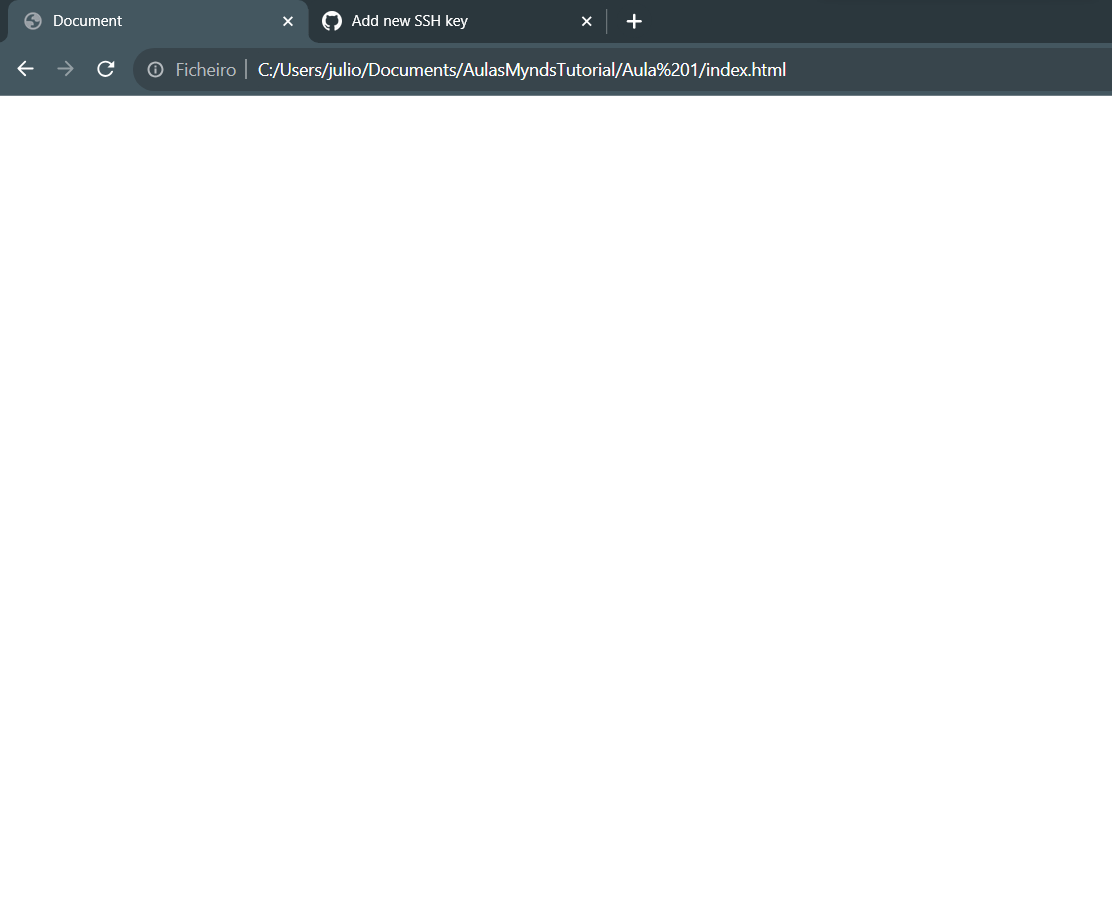 Document
Add new SSH key
Ficheiro
C:/Users/julio/Documents/AulasMyndsTutorial/Aula%201/index.html